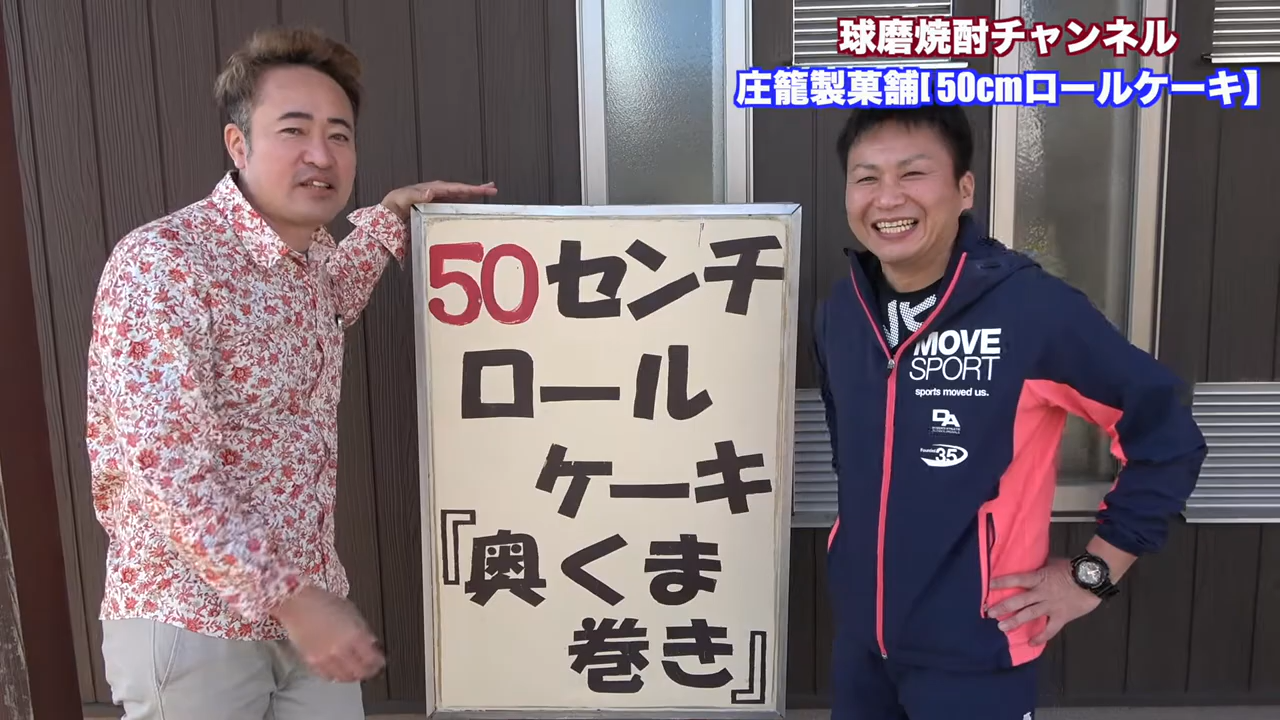 球磨焼酎チャンネル
庄籠製菓舗[50cmロールケーキ】
50センチ
ロール
ケーキ
『奥くま
巻き』
MOVE
SPORT
sports moved us.
DA
35